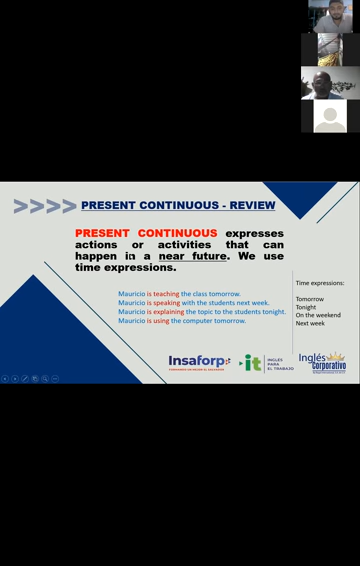 >>>> PRESENT CONTINUOUS - REVIEW
PRESENT CONTINUOUS expresses
actions or activities that can
happen in a near future. We use
time expressions.
Mauricio is teaching the class tomorrow.
Mauricio is speaking with the students next week.
Mauricio is explaining the topic to the students tonight.
Mauricio is using the computer tomorrow.
Time expressions:
Tomorrow
Tonight
On the weekend
Next week
Insaforp
it
INGLÉS
PARA
EL TRABAJO
Inglés
Corporativo